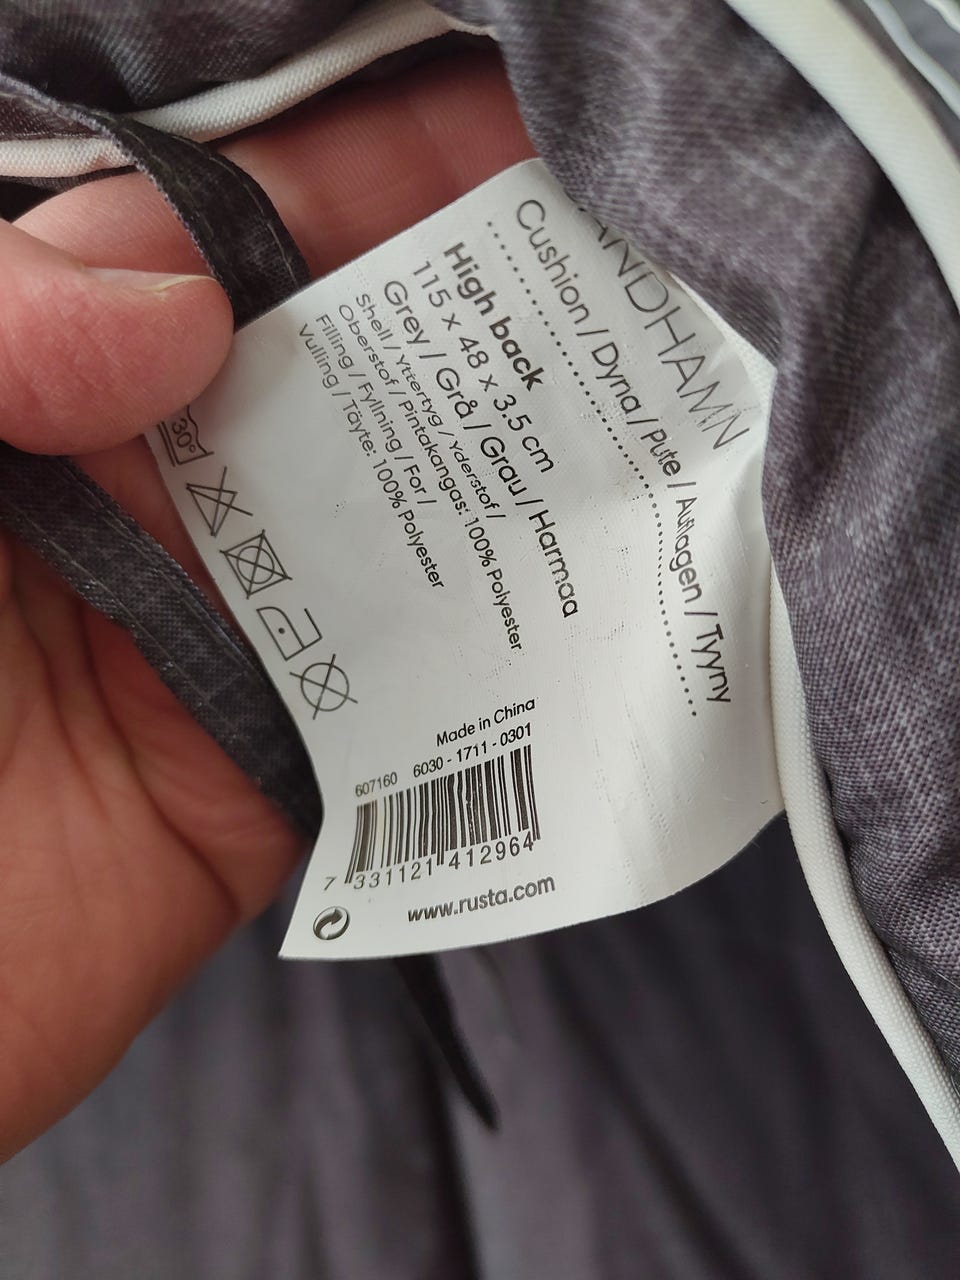 ANDHAMN
Cushion / Dyna / Pute / Auflagen / Tyyny
High back
115 x 48 x 3.5 cm
Grey / Grå / Grau / Harmaa
Shell / Yttertyg / Yderstof /
Oberstof / Pintakangas: 100% Polyester
Filling / Fyllning / For /
Vulling / Täyte: 100% Polyester
30°
Made in China
607160 6030 - 1711 - 0301
7 331121 412964
www.rusta.com